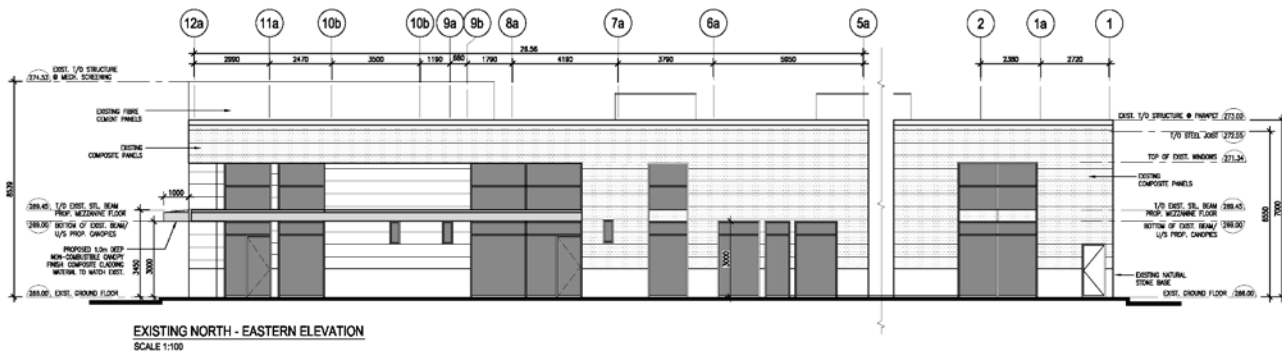 12a 11a 10b 10b 9a 9b 8a 7a 6a 5a 2 1a 1
26.56
2990 2470 3500 1190 680 1790 4190 3790 5950 2380 2720
EXIST. T/O STRUCTURE
274.53 @ MECH. SCREENING
EXISTING FIBRE
CEMENT PANELS
EXISTING
COMPOSITE PANELS
8539
1000
269.45 T/O EXIST. STL. BEAM
PROP. MEZZANINE FLOOR
269.00 BOTTOM OF EXIST. BEAM/
U/S PROP. CANOPIES
PROPOSED 1.0m DEEP
NON-COMBUSTIBLE CANOPY
FINISH COMPOSITE CLADDING
MATERIAL TO MATCH EXIST.
3450
3000
266.00 EXIST. GROUND FLOOR
3000
EXIST. T/O STRUCTURE @ PARAPET 273.02
T/O STEEL JOIST 272.55
TOP OF EXIST. WINDOWS 271.34
EXISTING
COMPOSITE PANELS
T/O EXIST. STL. BEAM 269.45
PROP. MEZZANINE FLOOR
BOTTOM OF EXIST. BEAM/ 269.00
U/S PROP. CANOPIES
6550
7000
EXISTING NATURAL
STONE BASE
EXIST. GROUND FLOOR 266.00
EXISTING NORTH - EASTERN ELEVATION
SCALE 1:100